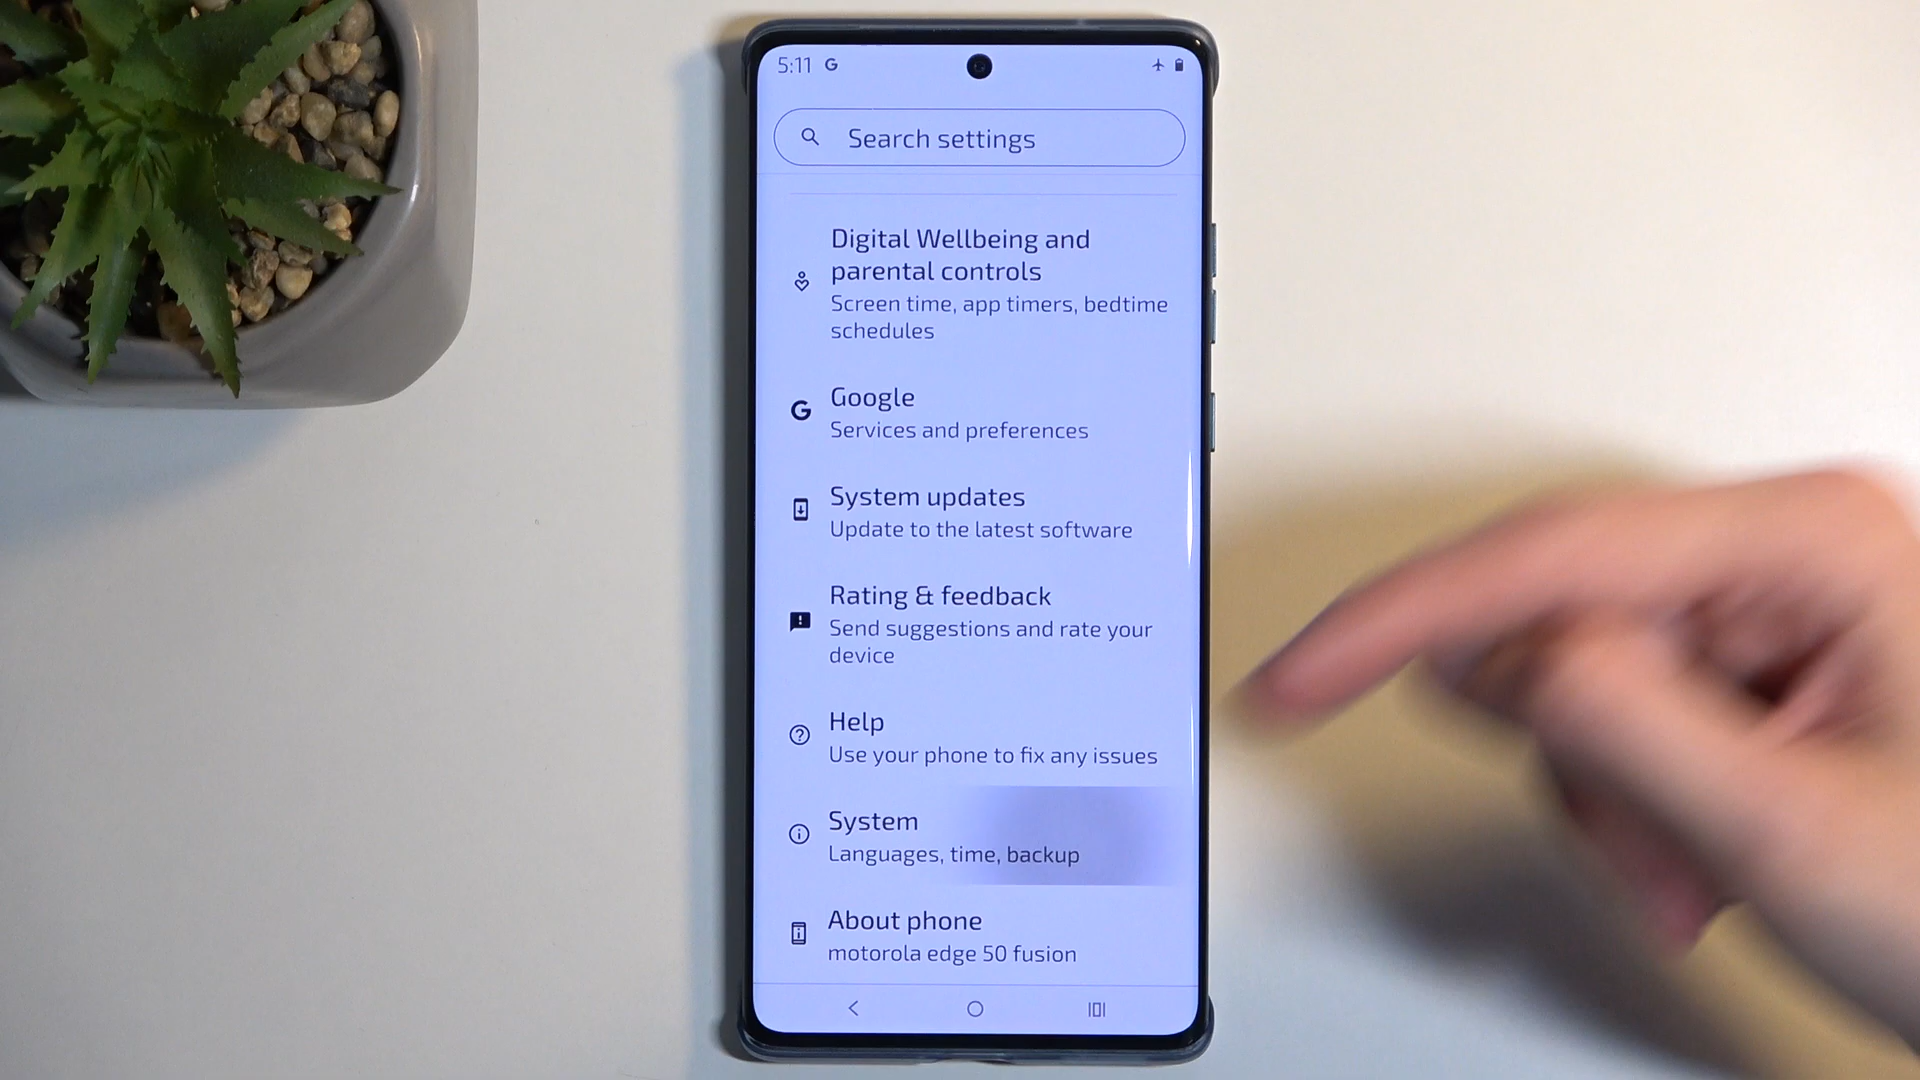 5:11 G
Search settings
Digital Wellbeing and
parental controls
Screen time, app timers, bedtime
schedules
G
Google
Services and preferences
System updates
Update to the latest software
Rating & feedback
Send suggestions and rate your
device
Help
Use your phone to fix any issues
System
Languages, time, backup
About phone
motorola edge 50 fusion